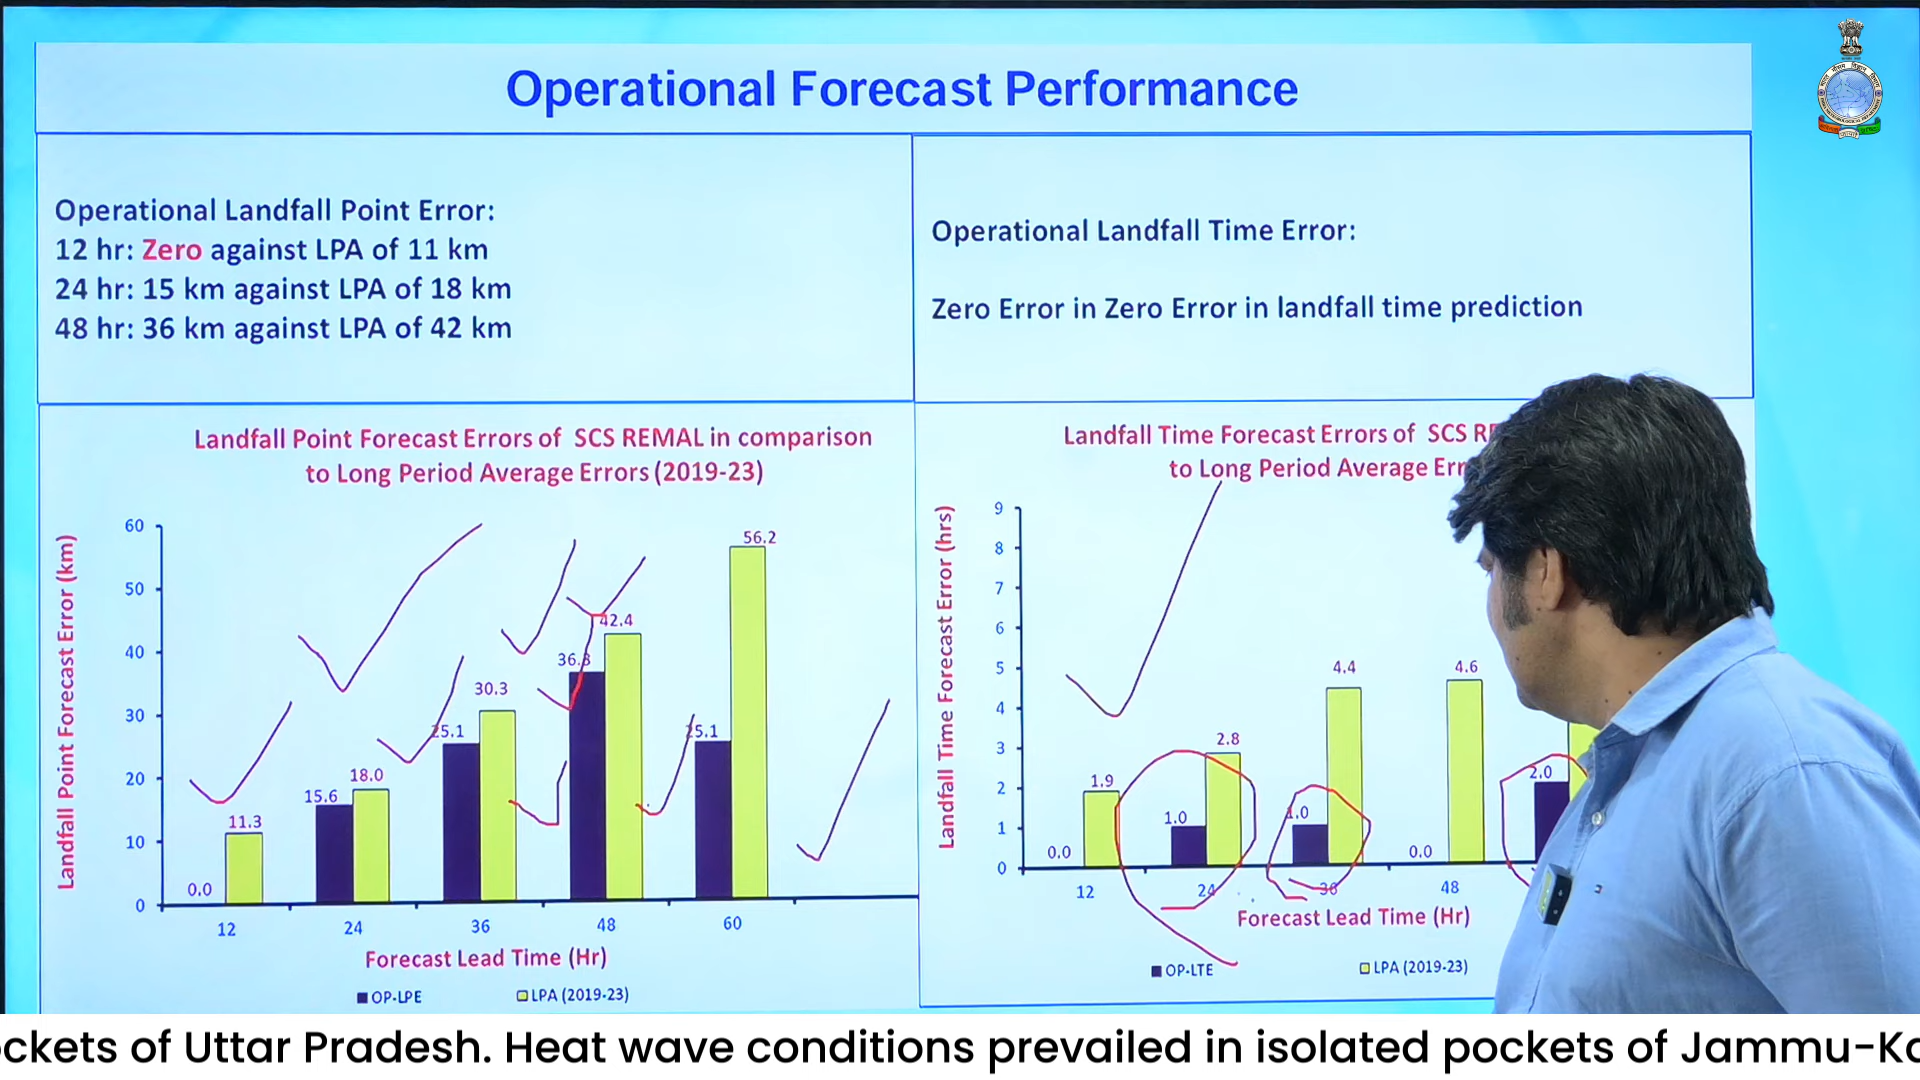 Operational Forecast Performance
Operational Landfall Point Error:
12 hr: Zero against LPA of 11 km
24 hr: 15 km against LPA of 18 km
48 hr: 36 km against LPA of 42 km
Operational Landfall Time Error:
Zero Error in Zero Error in landfall time prediction
Landfall Point Forecast Errors of SCS REMAL in comparison
to Long Period Average Errors (2019-23)
Landfall Point Forecast Error (km)
60
50
40
30
20
10
0
0.0
11.3
15.6
18.0
25.1
30.3
36.3
42.4
25.1
56.2
12
24
36
48
60
Forecast Lead Time (Hr)
OP-LPE
LPA (2019-23)
Landfall Time Forecast Errors of SCS
to Long Period Average
Landfall Time Forecast Error (hrs)
9
8
7
6
5
4
3
2
1
0
0.0
1.9
1.0
2.8
1.0
4.4
0.0
4.6
2.0
12
24
36
48
Forecast Lead Time (Hr)
OP-LTE
LPA (2019-23)
ckets of Uttar Pradesh. Heat wave conditions prevailed in isolated pockets of Jammu-Ka